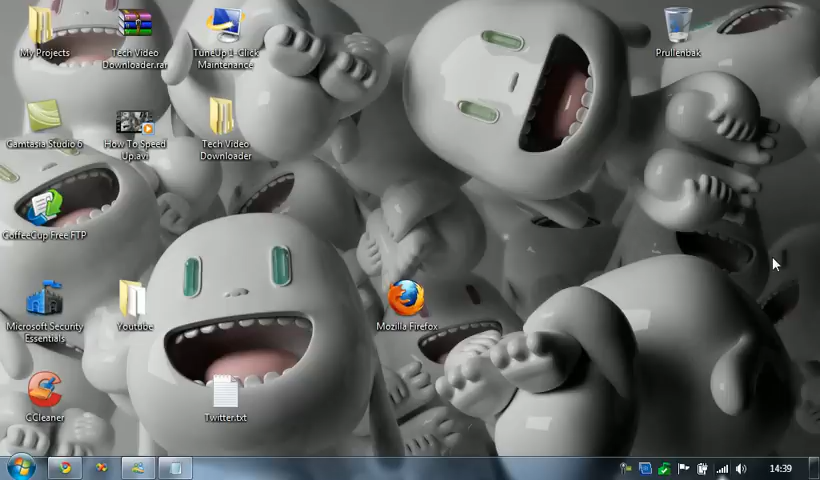 My Projects
Tech Video
Downloader.rar
TuneUp 1-Click
Maintenance
Prullenbak
Camtasia Studio 6
How To Speed
Up.avi
Tech Video
Downloader
CoffeeCup Free FTP
Microsoft Security
Essentials
Youtube
Mozilla Firefox
CCleaner
Twitter.txt
14:39